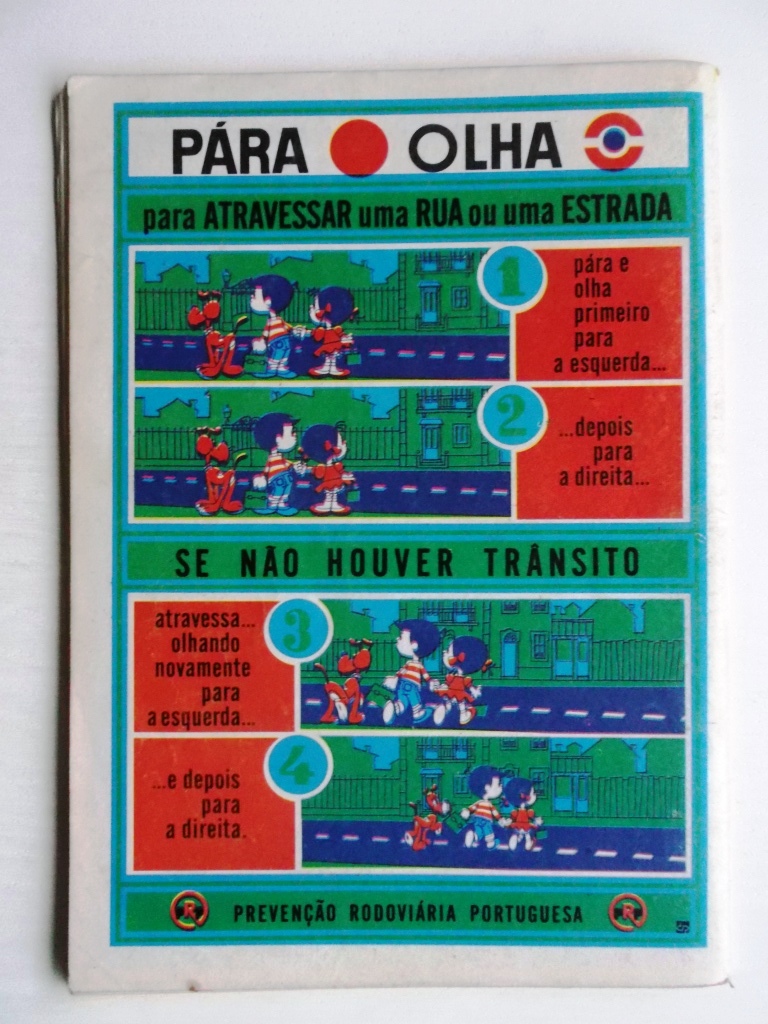 PÁRA OLHA
para ATRAVESSAR uma RUA ou uma ESTRADA
1
pára e
olha
primeiro
para
a esquerda...
2
...depois
para
a direita...
SE NÃO HOUVER TRÂNSITO
3
atravessa...
olhando
novamente
para
a esquerda...
4
...e depois
para
a direita.
R PREVENÇÃO RODOVIÁRIA PORTUGUESA R